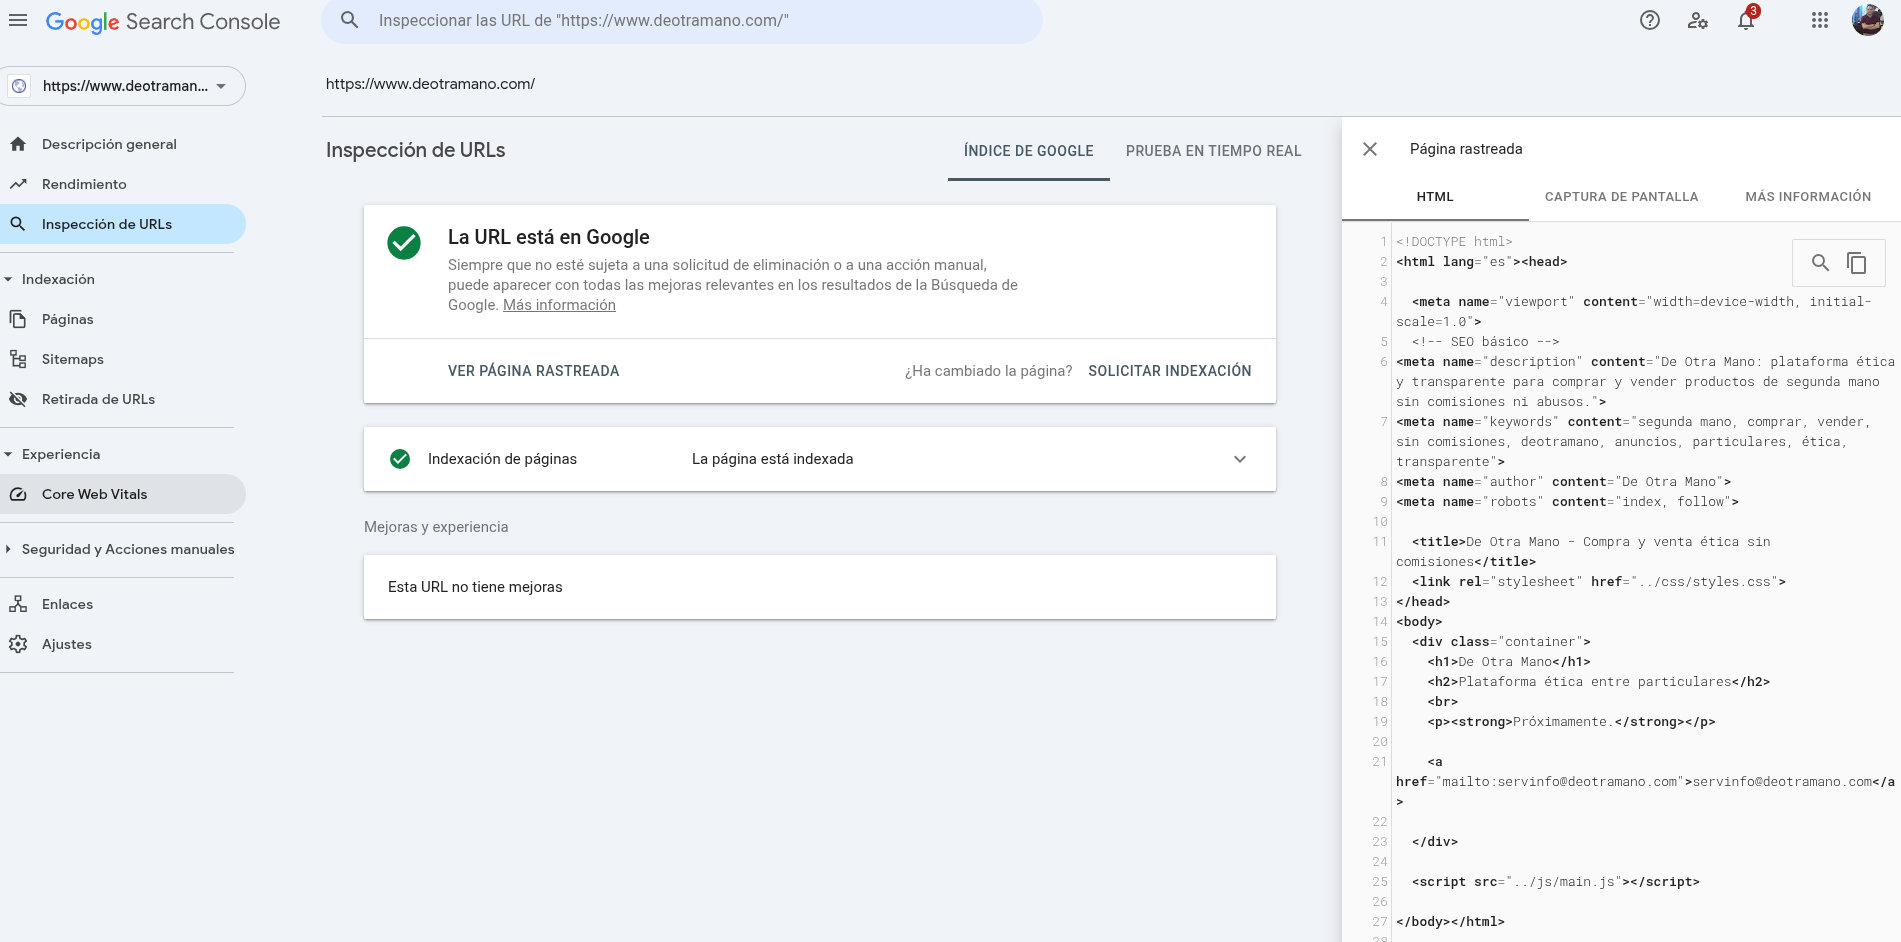 Google Search Console
Inspeccionar las URL de "https://www.deotramano.com/"
3
https://www.deotraman...
Descripción general
Rendimiento
Inspección de URLs
Indexación
Páginas
Sitemaps
Retirada de URLs
Experiencia
Core Web Vitals
Seguridad y Acciones manuales
Enlaces
Ajustes
https://www.deotramano.com/
Inspección de URLs
ÍNDICE DE GOOGLE
PRUEBA EN TIEMPO REAL
La URL está en Google
Siempre que no esté sujeta a una solicitud de eliminación o a una acción manual,
puede aparecer con todas las mejoras relevantes en los resultados de la Búsqueda de
Google. Más información
VER PÁGINA RASTREADA
¿Ha cambiado la página? SOLICITAR INDEXACIÓN
Indexación de páginas
La página está indexada
Mejoras y experiencia
Esta URL no tiene mejoras
Página rastreada
HTML
CAPTURA DE PANTALLA
MÁS INFORMACIÓN
1 <!DOCTYPE html>
2 <html lang="es"><head>
3
4 <meta name="viewport" content="width=device-width, initial-
scale=1.0">
5 <!-- SEO básico -->
6 <meta name="description" content="De Otra Mano: plataforma ética
y transparente para comprar y vender productos de segunda mano
sin comisiones ni abusos.">
7 <meta name="keywords" content="segunda mano, comprar, vender,
sin comisiones, deotramano, anuncios, particulares, ética,
transparente">
8 <meta name="author" content="De Otra Mano">
9 <meta name="robots" content="index, follow">
10
11 <title>De Otra Mano - Compra y venta ética sin
comisiones</title>
12 <link rel="stylesheet" href="../css/styles.css">
13 </head>
14 <body>
15 <div class="container">
16 <h1>De Otra Mano</h1>
17 <h2>Plataforma ética entre particulares</h2>
18 <br>
19 <p><strong>Próximamente.</strong></p>
20
21 <a
href="mailto:servinfo@deotramano.com">servinfo@deotramano.com</a
>
22
23 </div>
24
25 <script src="../js/main.js"></script>
26
27 </body></html>
28